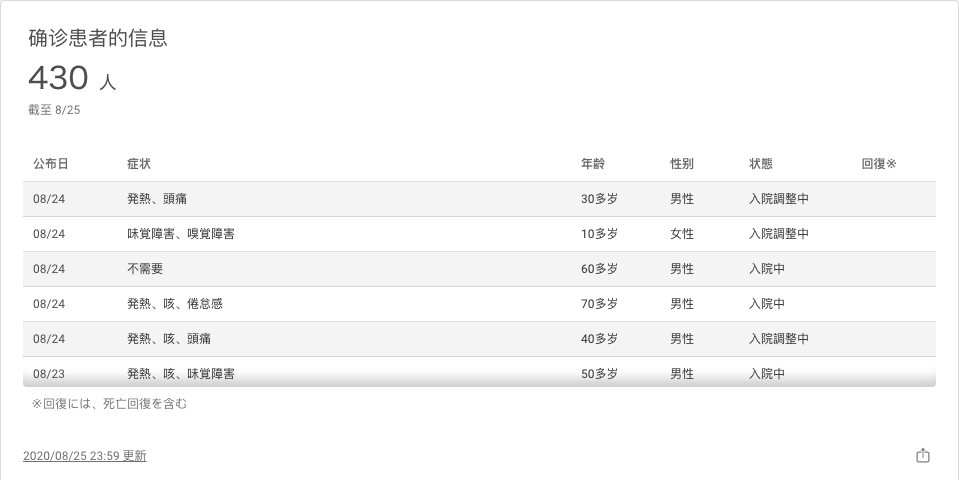 确诊患者的信息
430 人
截至 8/25
公布日 症状 年龄 性别 状態 回復※
08/24 発熱、頭痛 30多岁 男性 入院調整中
08/24 味覚障害、嗅覚障害 10多岁 女性 入院調整中
08/24 不需要 60多岁 男性 入院中
08/24 発熱、咳、倦怠感 70多岁 男性 入院中
08/24 発熱、咳、頭痛 40多岁 男性 入院調整中
08/23 発熱、咳、味覚障害 50多岁 男性 入院中
※回復には、死亡回復を含む
2020/08/25 23:59 更新